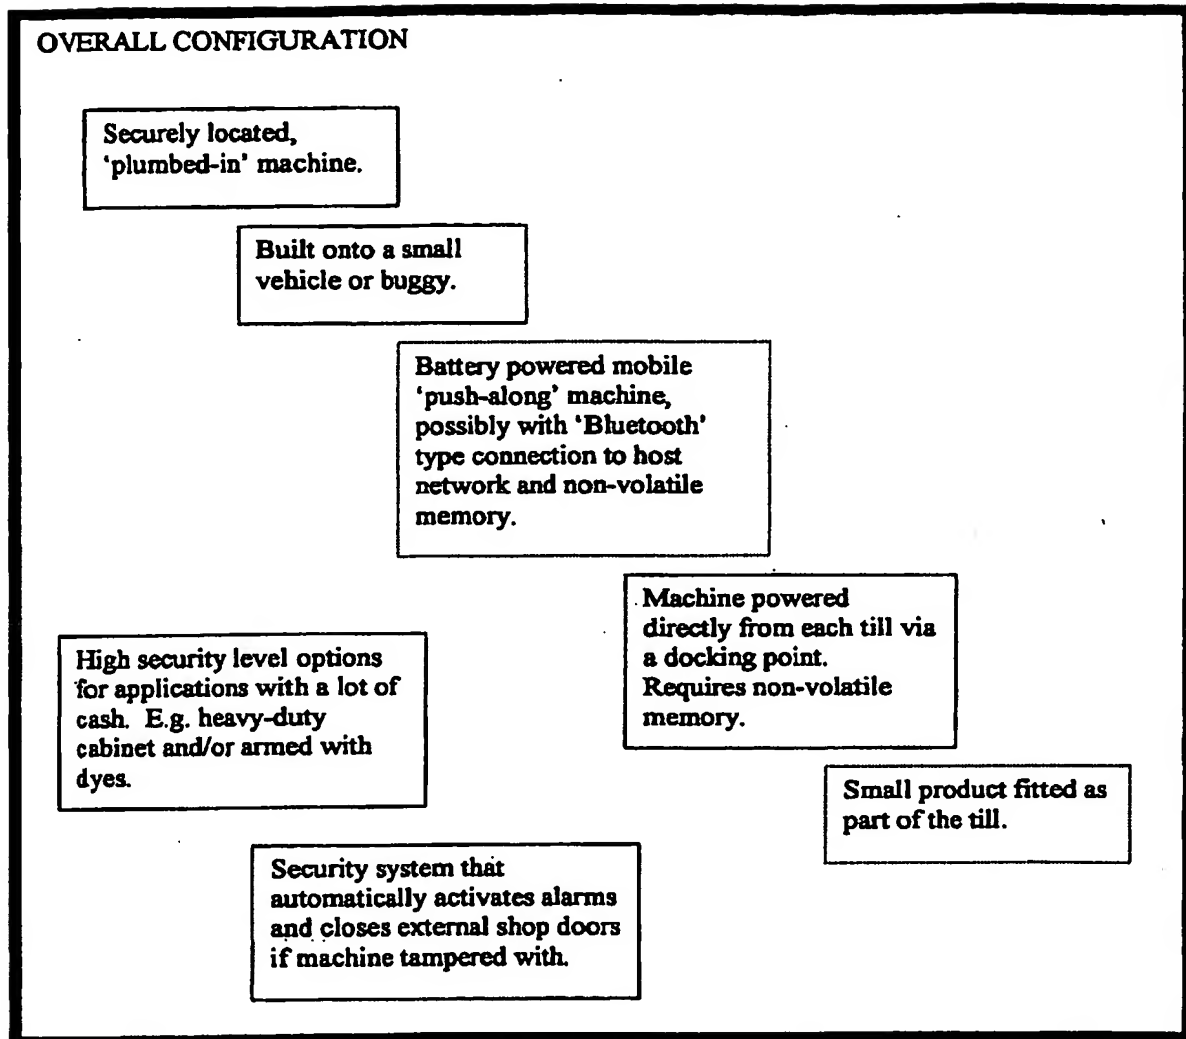 OVERALL CONFIGURATION
Securely located,
‘plumbed-in’ machine.
Built onto a small
vehicle or buggy.
Battery powered mobile
‘push-along’ machine,
possibly with ‘Bluetooth’
type connection to host
network and non-volatile
memory.
Machine powered
directly from each till via
a docking point.
Requires non-volatile
memory.
High security level options
for applications with a lot of
cash. E.g. heavy-duty
cabinet and/or armed with
dyes.
Small product fitted as
part of the till.
Security system that
automatically activates alarms
and closes external shop doors
if machine tampered with.